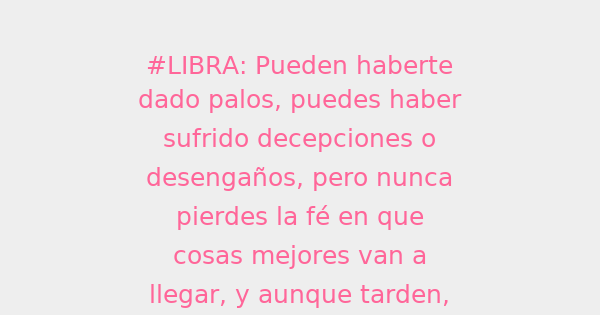 #LIBRA: Pueden haberte
dado palos, puedes haber
sufrido decepciones o
desengaños, pero nunca
pierdes la fé en que
cosas mejores van a
llegar, y aunque tarden,